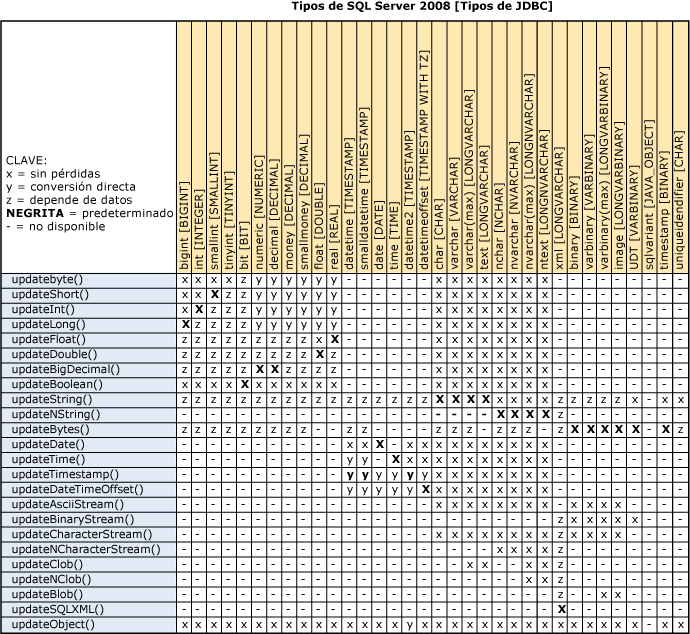 Tipos de SQL Server 2008 [Tipos de JDBC]
CLAVE:
x = sin pérdidas
y = conversión directa
z = depende de datos
NEGRITA = predeterminado
- = no disponible
bigint [BIGINT]
int [INTEGER]
smallint [SMALLINT]
tinyint [TINYINT]
bit [BIT]
numeric [NUMERIC]
decimal [DECIMAL]
money [DECIMAL]
smallmoney [DECIMAL]
float [DOUBLE]
real [REAL]
datetime [TIMESTAMP]
smalldatetime [TIMESTAMP]
date [DATE]
time [TIME]
datetime2 [TIMESTAMP]
datetimeoffset [TIMESTAMP WITH TZ]
char [CHAR]
varchar [VARCHAR]
varchar(max) [LONGVARCHAR]
text [LONGVARCHAR]
nchar [NCHAR]
nvarchar [NVARCHAR]
nvarchar(max) [LONGNVARCHAR]
ntext [LONGNVARCHAR]
xml [LONGVARCHAR]
binary [BINARY]
varbinary [VARBINARY]
varbinary(max) [LONGVARBINARY]
image [LONGVARBINARY]
UDT [VARBINARY]
sqlvariant [JAVA_OBJECT]
timestamp [BINARY]
uniqueidendifier [CHAR]
updatebyte() x x x x z y y y y y y - - - - - - x x x x x x x x - - - - - - - - -
updateShort() x x x z z y y y y y y - - - - - - x x x x x x x x - - - - - - - - -
updateInt() x x z z z y y y y y y - - - - - - x x x x x x x x - - - - - - - - -
updateLong() x z z z z y y y y y y - - - - - - x x x x x x x x - - - - - - - - -
updateFloat() z z z z z z z z z x x - - - - - - x x x x x x x x - - - - - - - - -
updateDouble() z z z z z z z z z x z - - - - - - x x x x x x x x - - - - - - - - -
updateBigDecimal() z z z z z x x z z z z - - - - - - x x x x x x x x - - - - - - - - -
updateBoolean() x x x x x x x x x x x - - - - - - x x x x x x x x - - - - - - - - -
updateString() z z z z z z z z z z z z z z z z z x x x x x x x x z z z z z x - x x
updateNString() - - - - - - - - - - - - - - - - - - - - - x x x x z - - - - - - - -
updateBytes() z z z z z z z z z z z z z - - - - x x x x x x x x z x x x x x - x z
updateDate() - - - - - - - - - - - x x x - x x x x x x x x x x - - - - - - - - -
updateTime() - - - - - - - - - - - y y - x x x x x x x x x x x - - - - - - - - -
updateTimestamp() - - - - - - - - - - - y y y y y y x x x x x x x x - - - - - - - - -
updateDateTimeOffset() - - - - - - - - - - - y y y y y x x x x x x x x x - - - - - - - - -
updateAsciiStream() - - - - - - - - - - - - - - - - - x x x x x x x x - x x x x - - - -
updateBinaryStream() - - - - - - - - - - - - - - - - - - - - - - - - - z x x x x x - - -
updateCharacterStream() - - - - - - - - - - - - - - - - - x x x x x x x x z x x x x - - - -
updateNCharacterStream() - - - - - - - - - - - - - - - - - - - - - x x x x z - - - - - - - -
updateClob() - - - - - - - - - - - - - - - - - - - x x - - x x z - - - - - - - -
updateNClob() - - - - - - - - - - - - - - - - - - - - - - - x x z - - - - - - - -
updateBlob() - - - - - - - - - - - - - - - - - - - - - - - - - z - - x x - - - -
updateSQLXML() - - - - - - - - - - - - - - - - - - - - - - - - - x - - - - - - - -
updateObject() x x x x x x x x x x x x x x x y x x x x x x x x x x x x x x x - x x